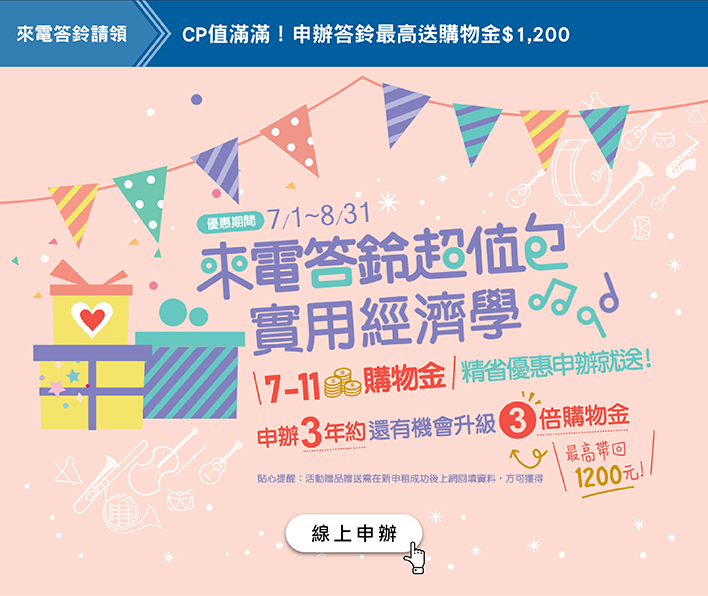 來電答鈴請領
CP值滿滿！申辦答鈴最高送購物金$1,200
優惠期間 7/1~8/31
來電答鈴超值包
實用經濟學
7-11 購物金 精省優惠申辦就送!
申辦3年約還有機會升級 3 倍購物金
最高帶回
1200元!
貼心提醒：活動贈品贈送需在新申租成功後上網回填資料，方可獲得
線上申辦